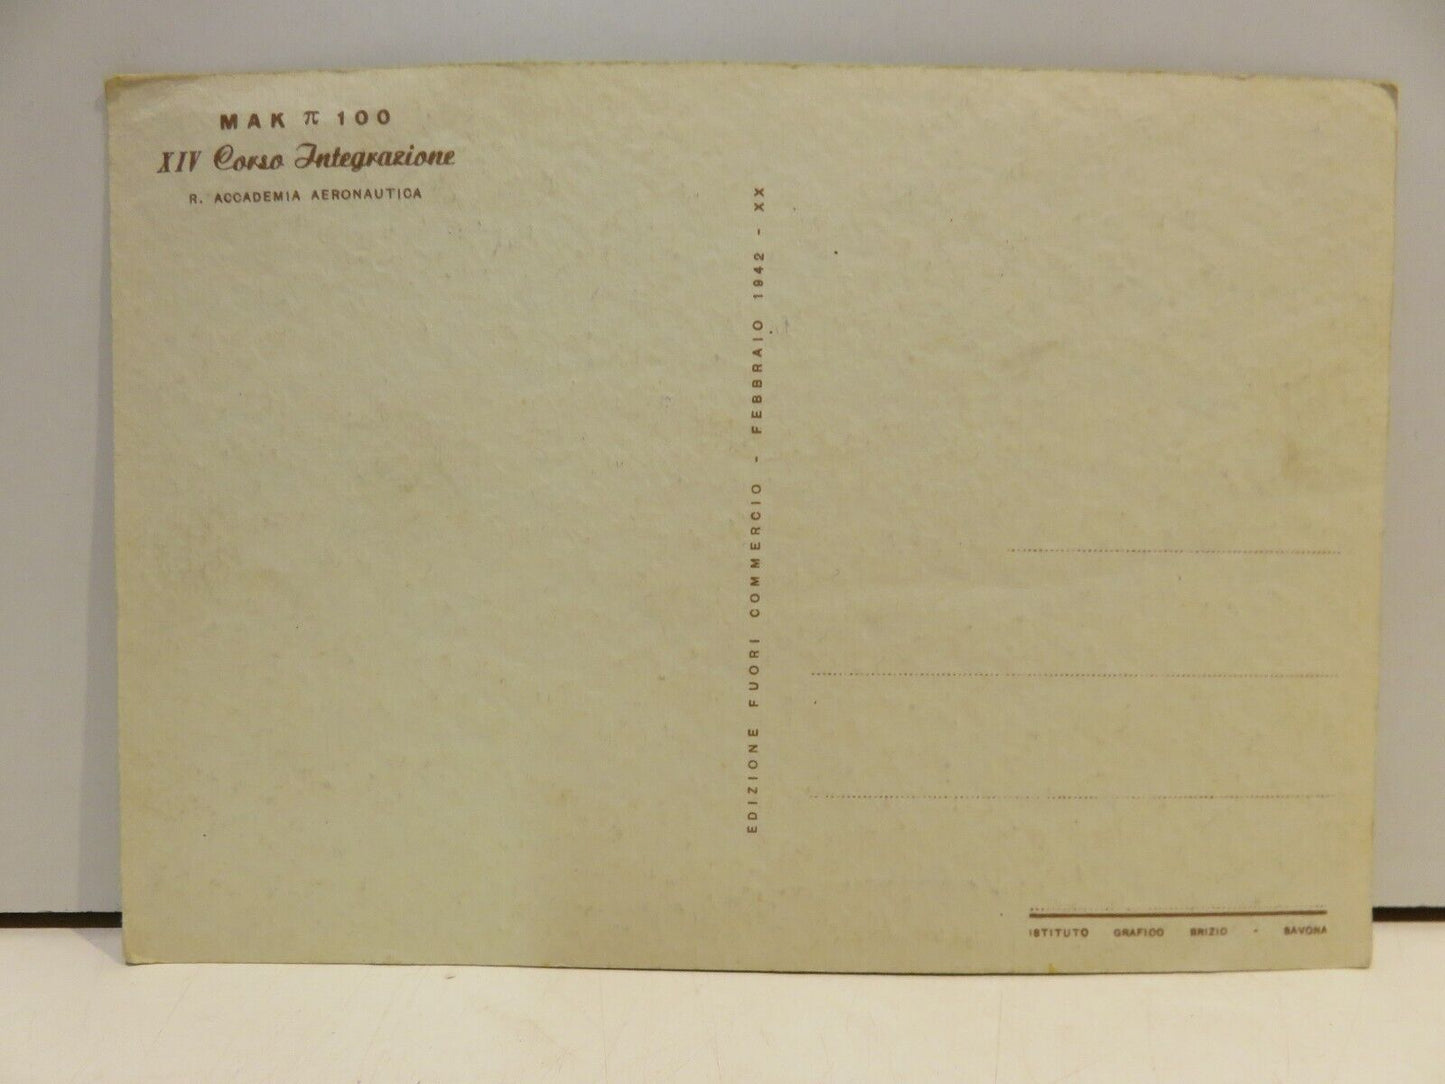 MAK π 100
XIV Corso Integrazione
R. ACCADEMIA AERONAUTICA
EDIZIONE FUORI COMMERCIO - FEBBRAIO 1942 - XX
ISTITUTO GRAFICO BRIZIO - SAVONA